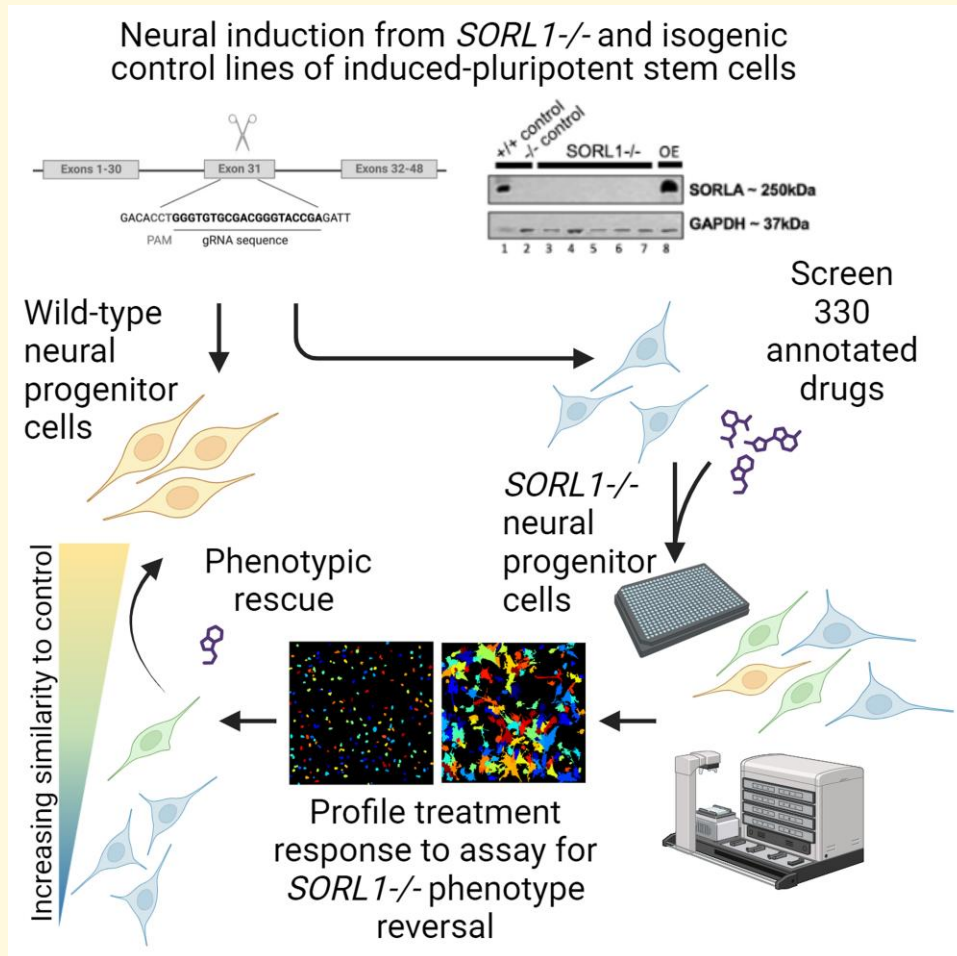 Neural induction from SORL1-/- and isogenic
control lines of induced-pluripotent stem cells
Exons 1-30
Exon 31
Exons 32-48
GACACCTGGGTGTGCGACGGGTACCGAGATT
PAM
gRNA sequence
+/+ control
-/- control
SORL1-/-
OE
SORLA ~ 250kDa
GAPDH ~ 37kDa
1 2 3 4 5 6 7 8
Wild-type
neural
progenitor
cells
Screen
330
annotated
drugs
SORL1-/-
neural
progenitor
cells
Phenotypic
rescue
Increasing similarity to control
Profile treatment
response to assay for
SORL1-/- phenotype
reversal